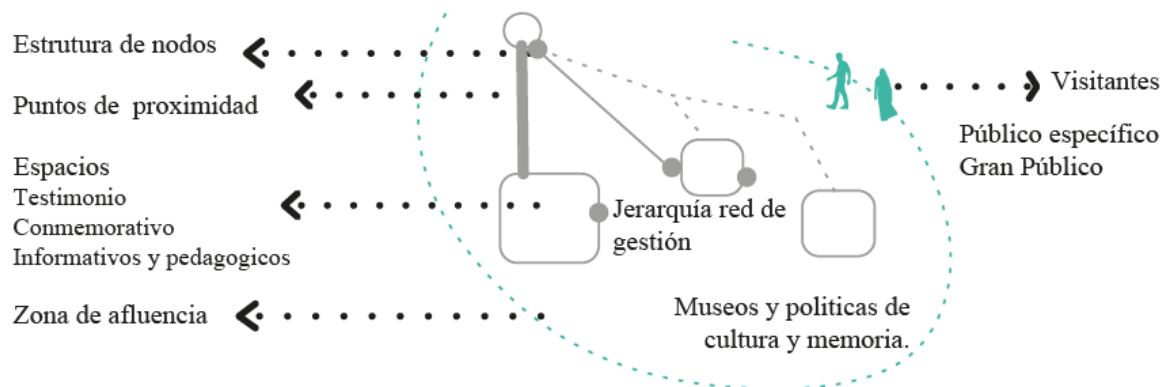 Estrutura de nodos
Puntos de proximidad
Espacios
Testimonio
Conmemorativo
Informativos y pedagogicos
Zona de afluencia
Jerarquía red de
gestión
Museos y politicas de
cultura y memoria.
Visitantes
Público específico
Gran Público